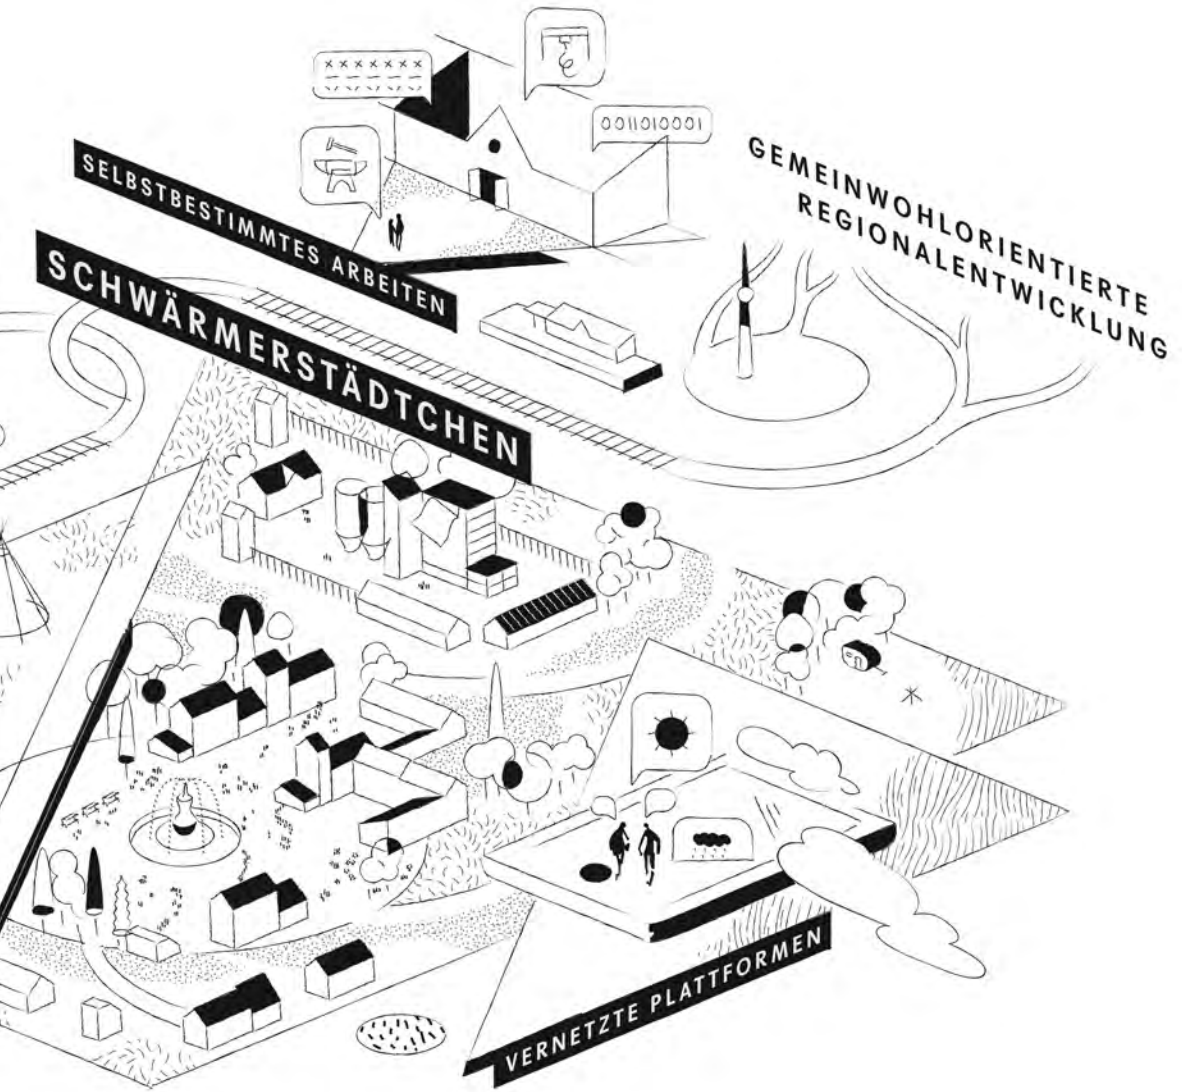 0011010001
SELBSTBESTIMMTES ARBEITEN
SCHWÄRMERSTÄDTCHEN
GEMEINWOHLORIENTIERTE
REGIONALENTWICKLUNG
VERNETZTE PLATTFORMEN